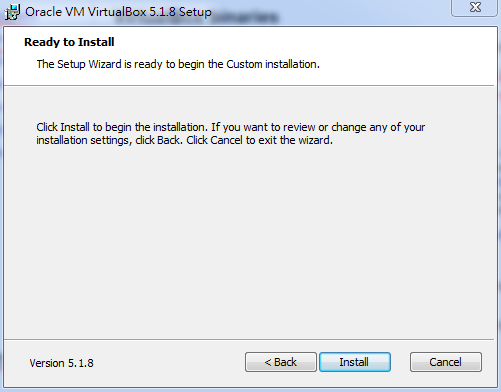 Oracle VM VirtualBox 5.1.8 Setup
Ready to Install
The Setup Wizard is ready to begin the Custom installation.
Click Install to begin the installation. If you want to review or change any of your
installation settings, click Back. Click Cancel to exit the wizard.
Version 5.1.8
< Back
Install
Cancel